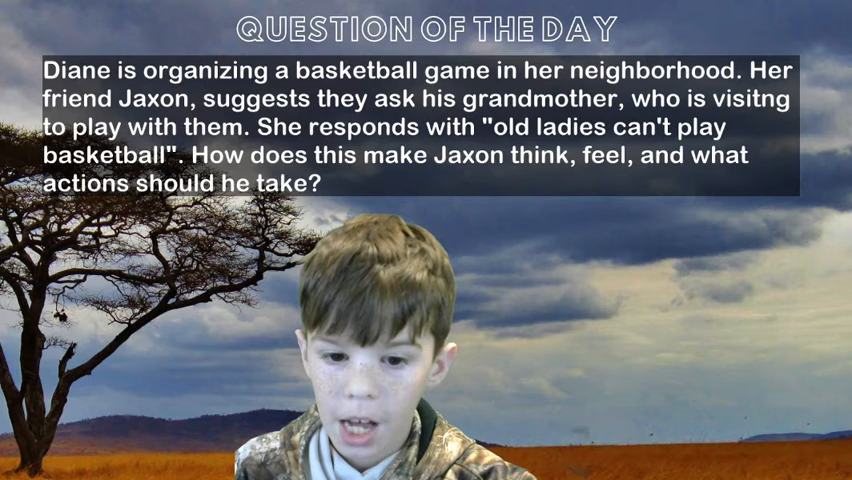 QUESTION OF THE DAY
Diane is organizing a basketball game in her neighborhood. Her
friend Jaxon, suggests they ask his grandmother, who is visitng
to play with them. She responds with "old ladies can't play
basketball". How does this make Jaxon think, feel, and what
actions should he take?